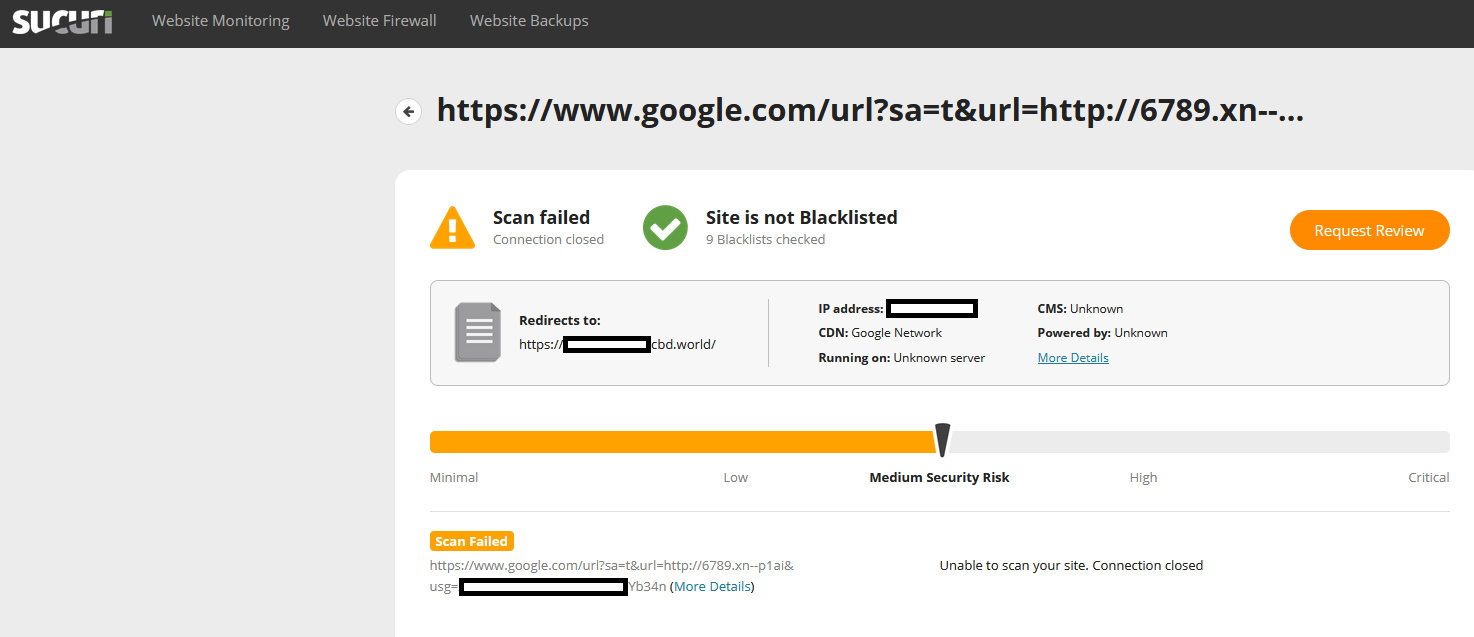 sucuri Website Monitoring Website Firewall Website Backups
https://www.google.com/url?sa=t&url=http://6789.xn--...
Scan failed
Connection closed
Site is not Blacklisted
9 Blacklists checked
Request Review
Redirects to:
https:// cbd.world/
IP address:
CDN: Google Network
Running on: Unknown server
CMS: Unknown
Powered by: Unknown
More Details
Minimal Low Medium Security Risk High Critical
Scan Failed
https://www.google.com/url?sa=t&url=http://6789.xn--p1ai&
usg= Yb34n (More Details)
Unable to scan your site. Connection closed